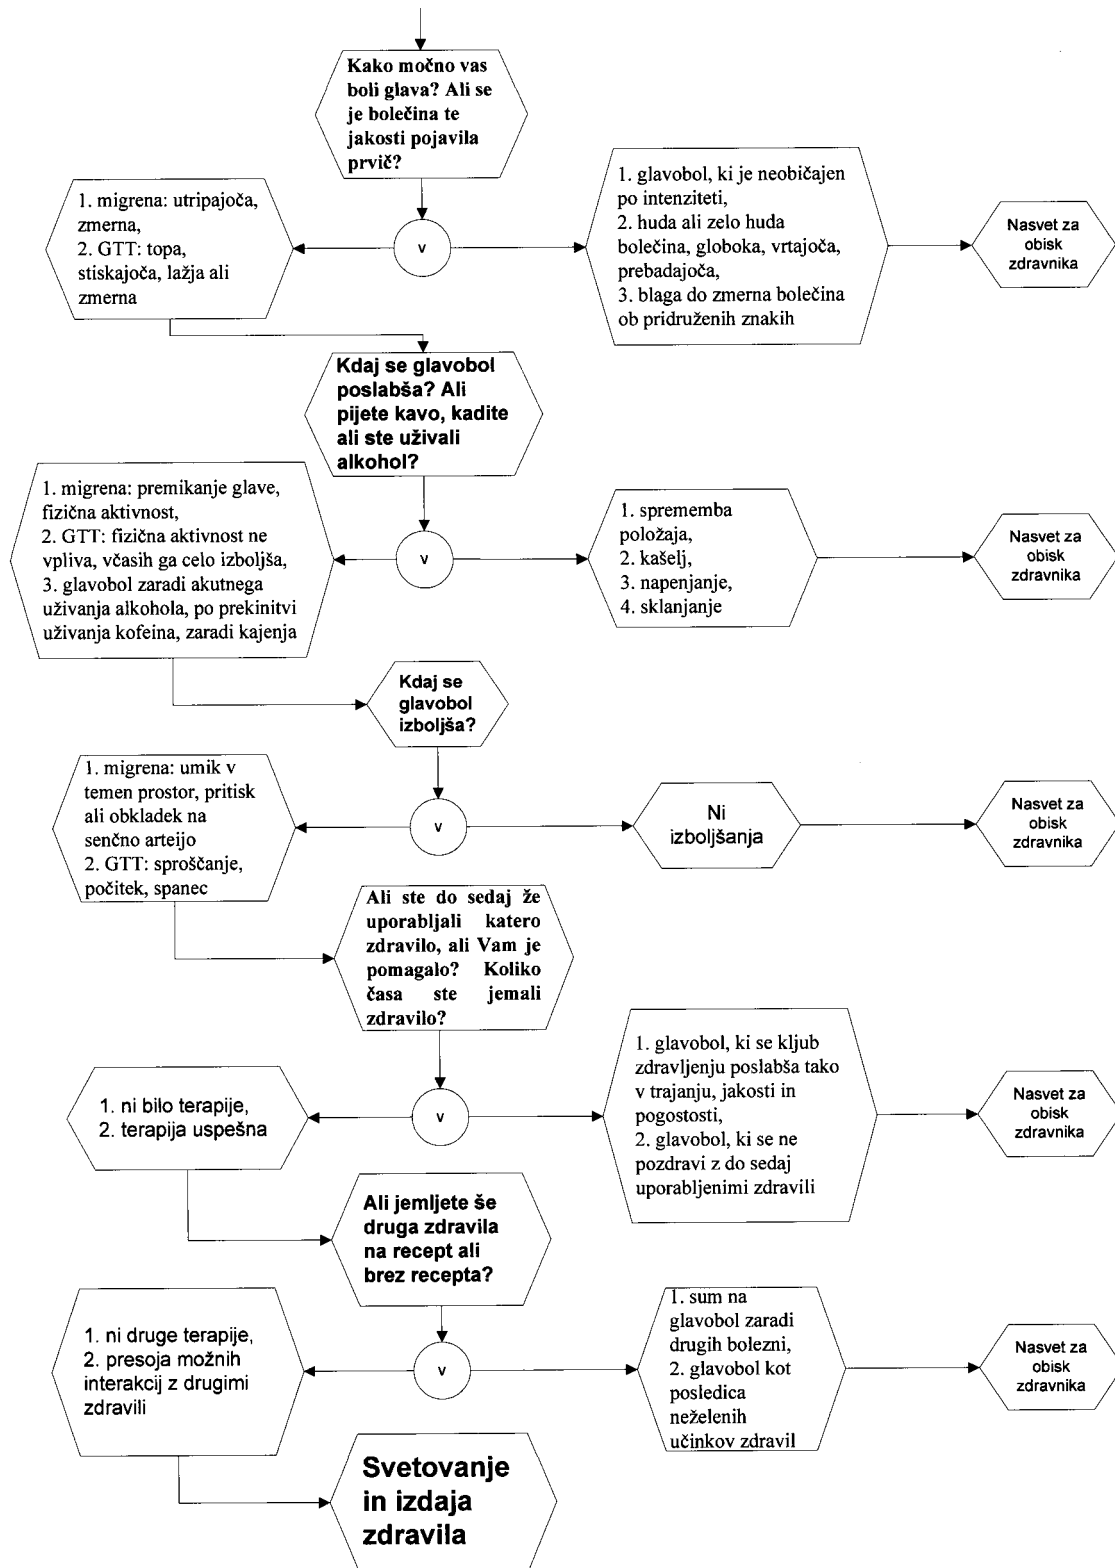 Kako močno vas
boli glava? Ali se
je bolečina te
jakosti pojavila
prvič?
1. migrena: utripajoča,
zmerna,
2. GTT: topa,
stiskajoča, lažja ali
zmerna
v
1. glavobol, ki je neobičajen
po intenziteti,
2. huda ali zelo huda
bolečina, globoka, vrtajoča,
prebadajoča,
3. blaga do zmerna bolečina
ob pridruženih znakih
Nasvet za
obisk
zdravnika
Kdaj se glavobol
poslabša? Ali
pijete kavo, kadite
ali ste uživali
alkohol?
1. migrena: premikanje glave,
fizična aktivnost,
2. GTT: fizična aktivnost ne
vpliva, včasih ga celo izboljša,
3. glavobol zaradi akutnega
uživanja alkohola, po prekinitvi
uživanja kofeina, zaradi kajenja
v
1. sprememba
položaja,
2. kašelj,
3. napenjanje,
4. sklanjanje
Nasvet za
obisk
zdravnika
Kdaj se
glavobol
izboljša?
1. migrena: umik v
temen prostor, pritisk
ali obkladek na
senčno arteijo
2. GTT: sproščanje,
počitek, spanec
v
Ni
izboljšanja
Nasvet za
obisk
zdravnika
Ali ste do sedaj že
uporabljali katero
zdravilo, ali Vam je
pomagalo? Koliko
časa ste jemali
zdravilo?
1. ni bilo terapije,
2. terapija uspešna
v
1. glavobol, ki se kljub
zdravljenju poslabša tako
v trajanju, jakosti in
pogostosti,
2. glavobol, ki se ne
pozdravi z do sedaj
uporabljenimi zdravili
Nasvet za
obisk
zdravnika
Ali jemljete še
druga zdravila
na recept ali
brez recepta?
1. ni druge terapije,
2. presoja možnih
interakcij z drugimi
zdravili
v
1. sum na
glavobol zaradi
drugih bolezni,
2. glavobol kot
posledica
neželenih
učinkov zdravil
Nasvet za
obisk
zdravnika
Svetovanje
in izdaja
zdravila